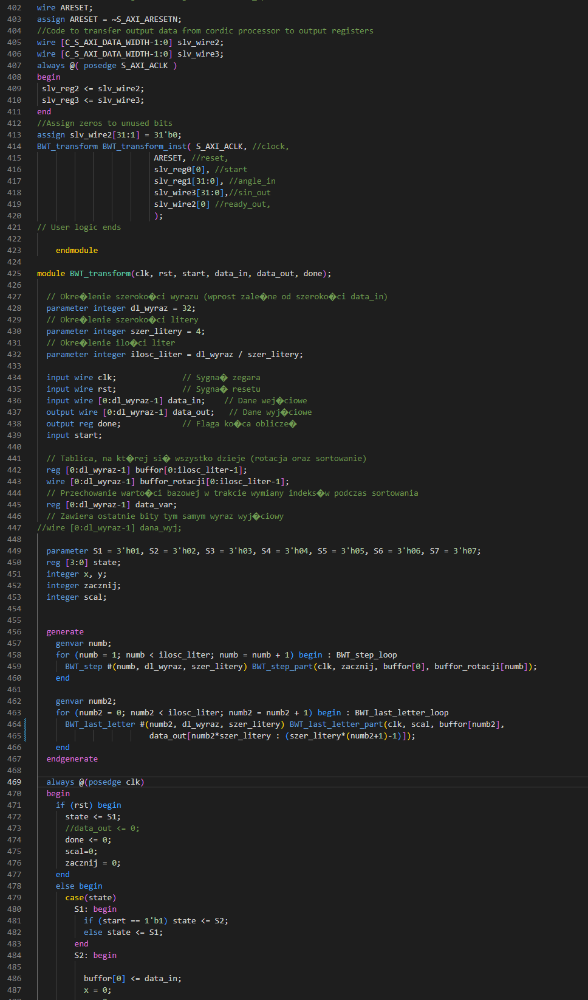 402 wire ARESET;
403 assign ARESET = ~S_AXI_ARESETN;
404 //Code to transfer output data from cordic processor to output registers
405 wire [C_S_AXI_DATA_WIDTH-1:0] slv_wire2;
406 wire [C_S_AXI_DATA_WIDTH-1:0] slv_wire3;
407 always @( posedge S_AXI_ACLK )
408 begin
409 slv_reg2 <= slv_wire2;
410 slv_reg3 <= slv_wire3;
411 end
412 //Assign zeros to unused bits
413 assign slv_wire2[31:1] = 31'b0;
414 BWT_transform BWT_transform_inst( S_AXI_ACLK, //clock,
415 ARESET, //reset,
416 slv_reg0[0], //start
417 slv_reg1[31:0], //angle_in
418 slv_wire3[31:0],//sin_out
419 slv_wire2[0] //ready_out,
420 );
421 // User logic ends
422
423 endmodule
424
425 module BWT_transform(clk, rst, start, data_in, data_out, done);
426
427 // Okre�lenie szeroko�ci wyrazu (wprost zale�ne od szeroko�ci data_in)
428 parameter integer dl_wyraz = 32;
429 // Okre�lenie szeroko�ci litery
430 parameter integer szer_litery = 4;
431 // Okre�lenie ilo�ci liter
432 parameter integer ilosc_liter = dl_wyraz / szer_litery;
433
434 input wire clk; // Sygna� zegara
435 input wire rst; // Sygna� resetu
436 input wire [0:dl_wyraz-1] data_in; // Dane wej�ciowe
437 output wire [0:dl_wyraz-1] data_out; // Dane wyj�ciowe
438 output reg done; // Flaga ko�ca oblicze�
439 input start;
440
441 // Tablica, na kt�rej si� wszystko dzieje (rotacja oraz sortowanie)
442 reg [0:dl_wyraz-1] buffor[0:ilosc_liter-1];
443 wire [0:dl_wyraz-1] buffor_rotacji[0:ilosc_liter-1];
444 // Przechowanie warto�ci bazowej w trakcie wymiany indeks�w podczas sortowania
445 reg [0:dl_wyraz-1] data_var;
446 // Zawiera ostatnie bity tym samym wyraz wyj�ciowy
447 //wire [0:dl_wyraz-1] dana_wyj;
448
449 parameter S1 = 3'h01, S2 = 3'h02, S3 = 3'h03, S4 = 3'h04, S5 = 3'h05, S6 = 3'h06, S7 = 3'h07;
450 reg [3:0] state;
451 integer x, y;
452 integer zacznij;
453 integer scal;
454
455
456 generate
457 genvar numb;
458 for (numb = 1; numb < ilosc_liter; numb = numb + 1) begin : BWT_step_loop
459 BWT_step #(numb, dl_wyraz, szer_litery) BWT_step_part(clk, zacznij, buffor[0], buffor_rotacji[numb]);
460 end
461
462 genvar numb2;
463 for (numb2 = 0; numb2 < ilosc_liter; numb2 = numb2 + 1) begin : BWT_last_letter_loop
464 BWT_last_letter #(numb2, dl_wyraz, szer_litery) BWT_last_letter_part(clk, scal, buffor[numb2],
465 data_out[numb2*szer_litery : (szer_litery*(numb2+1)-1)]);
466 end
467 endgenerate
468
469 always @(posedge clk)
470 begin
471 if (rst) begin
472 state <= S1;
473 //data_out <= 0;
474 done <= 0;
475 scal=0;
476 zacznij = 0;
477 end
478 else begin
479 case(state)
480 S1: begin
481 if (start == 1'b1) state <= S2;
482 else state <= S1;
483 end
484 S2: begin
485
486 buffor[0] <= data_in;
487 x = 0;